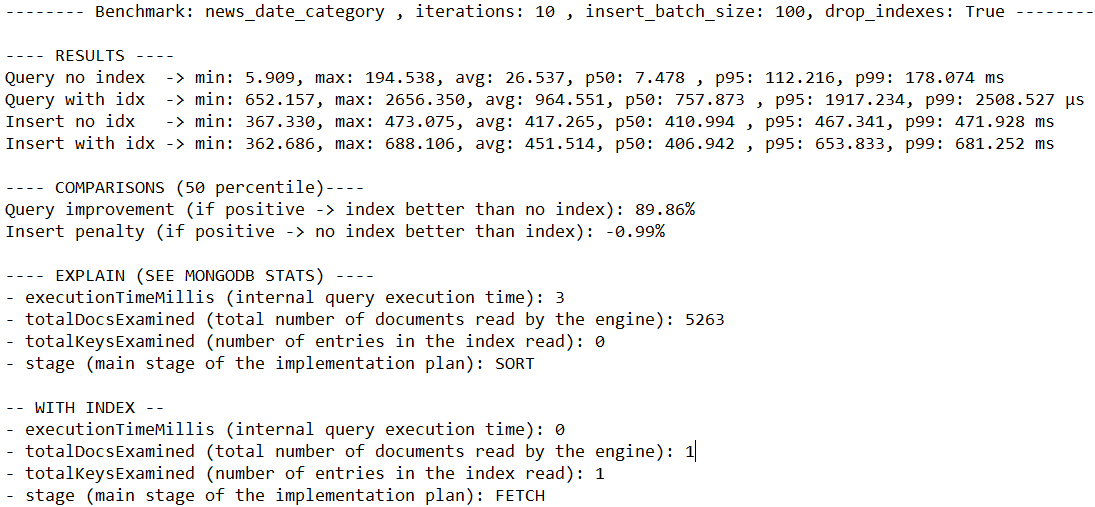 -------- Benchmark: news_date_category , iterations: 10 , insert_batch_size: 100, drop_indexes: True --------
---- RESULTS ----
Query no index  -> min: 5.909, max: 194.538, avg: 26.537, p50: 7.478 , p95: 112.216, p99: 178.074 ms
Query with idx  -> min: 652.157, max: 2656.350, avg: 964.551, p50: 757.873 , p95: 1917.234, p99: 2508.527 µs
Insert no idx   -> min: 367.330, max: 473.075, avg: 417.265, p50: 410.994 , p95: 467.341, p99: 471.928 ms
Insert with idx -> min: 362.686, max: 688.106, avg: 451.514, p50: 406.942 , p95: 653.833, p99: 681.252 ms
---- COMPARISONS (50 percentile)----
Query improvement (if positive -> index better than no index): 89.86%
Insert penalty (if positive -> no index better than index): -0.99%
---- EXPLAIN (SEE MONGODB STATS) ----
- executionTimeMillis (internal query execution time): 3
- totalDocsExamined (total number of documents read by the engine): 5263
- totalKeysExamined (number of entries in the index read): 0
- stage (main stage of the implementation plan): SORT
-- WITH INDEX --
- executionTimeMillis (internal query execution time): 0
- totalDocsExamined (total number of documents read by the engine): 1
- totalKeysExamined (number of entries in the index read): 1
- stage (main stage of the implementation plan): FETCH